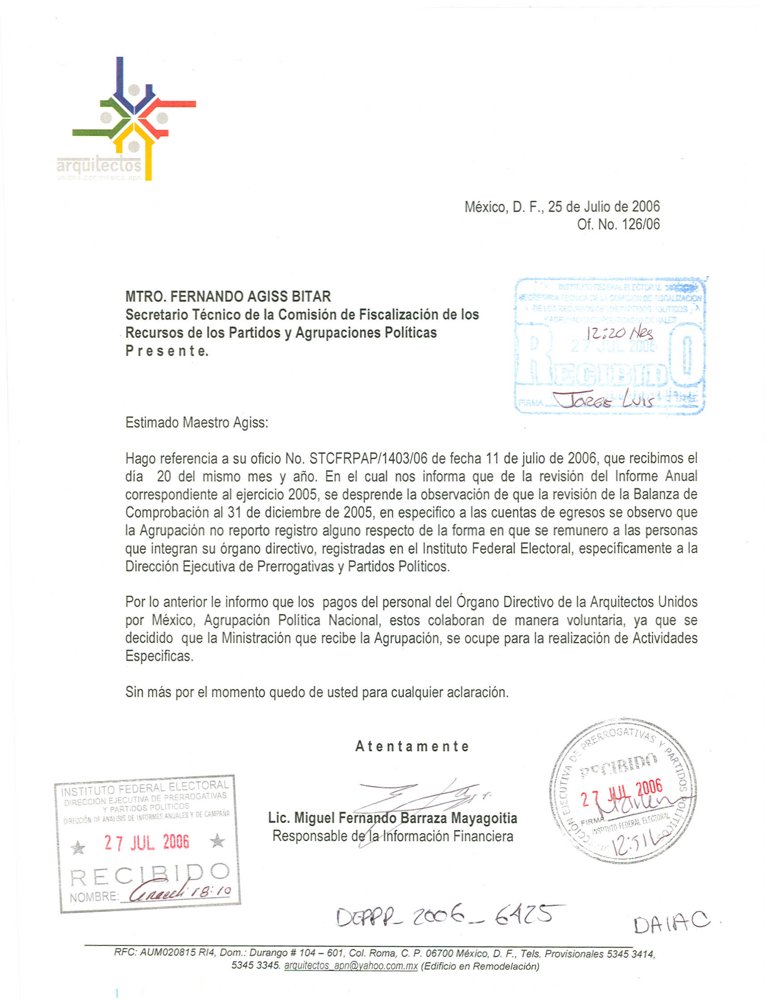 arquitectos
unidos por mexico.apn
México, D. F., 25 de Julio de 2006
Of. No. 126/06
MTRO. FERNANDO AGISS BITAR
Secretario Técnico de la Comisión de Fiscalización de los
Recursos de los Partidos y Agrupaciones Políticas
P r e s e n t e.
INSTITUTO FEDERAL ELECTORAL
SECRETARIA TECNICA DE LA COMISION DE FISCALIZACION
DE LOS RECURSOS DE LOS PARTIDOS POLITICOS
Y AGRUPACIONES POLITICAS NACIONALES
12:20
27 JUL 2006
RECIBIDO
FIRMA JORGE LUIS
Estimado Maestro Agiss:
Hago referencia a su oficio No. STCFRPAP/1403/06 de fecha 11 de julio de 2006, que recibimos el
día 20 del mismo mes y año. En el cual nos informa que de la revisión del Informe Anual
correspondiente al ejercicio 2005, se desprende la observación de que la revisión de la Balanza de
Comprobación al 31 de diciembre de 2005, en especifico a las cuentas de egresos se observo que
la Agrupación no reporto registro alguno respecto de la forma en que se remunero a las personas
que integran su órgano directivo, registradas en el Instituto Federal Electoral, específicamente a la
Dirección Ejecutiva de Prerrogativas y Partidos Políticos.
Por lo anterior le informo que los pagos del personal del Órgano Directivo de la Arquitectos Unidos
por México, Agrupación Política Nacional, estos colaboran de manera voluntaria, ya que se
decidido que la Ministración que recibe la Agrupación, se ocupe para la realización de Actividades
Especificas.
Sin más por el momento quedo de usted para cualquier aclaración.
A t e n t a m e n t e
Lic. Miguel Fernando Barraza Mayagoitia
Responsable de la Información Financiera
INSTITUTO FEDERAL ELECTORAL
DIRECCIÓN EJECUTIVA DE PRERROGATIVAS
Y PARTIDOS POLÍTICOS
DIRECCIÓN DE ANALISIS DE INFORMES ANUALES Y DE CAMPAÑA
27 JUL 2006
RECIBIDO
NOMBRE: 18:10
DIRECCIÓN EJECUTIVA DE PRERROGATIVAS Y PARTIDOS POLÍTICOS
RECIBIDO
27 JUL 2006
FIRMA
INSTITUTO FEDERAL ELECTORAL
12:51
DEPPP_ 2006_ 6425
DAIAC.
RFC: AUM020815 RI4, Dom.: Durango # 104 – 601, Col. Roma, C. P. 06700 México, D. F., Tels. Provisionales 5345 3414,
5345 3345. arquitectos_apn@yahoo.com.mx (Edificio en Remodelación)